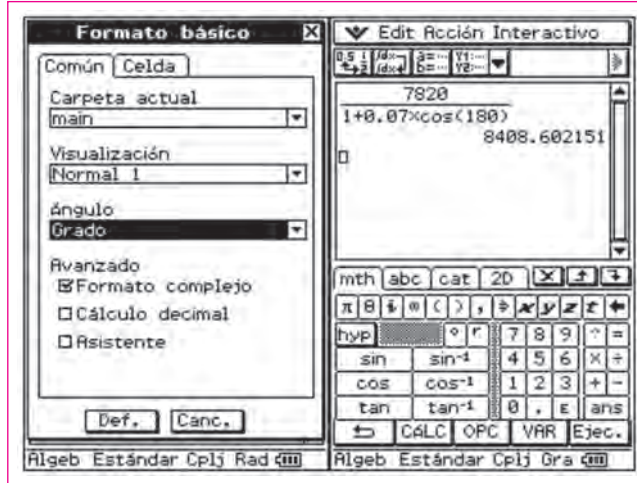 Formato básico
Común Celda
Carpeta actual
main
Visualización
Normal 1
Ángulo
Grado
Avanzado
Formato complejo
Cálculo decimal
Asistente
Def. Canc.
Algeb Estándar Cplj Rad
Edit Acción Interactivo
7820
1+0.07×cos(180)
8408.602151
mth abc cat 2D
π θ i ∞ ( ) , ⇒ x y z t
hyp ° r 7 8 9 ^ =
sin sin⁻¹ 4 5 6 × ÷
cos cos⁻¹ 1 2 3 + −
tan tan⁻¹ 0 . E ans
CALC OPC VAR Ejec.
Algeb Estándar Cplj Gra